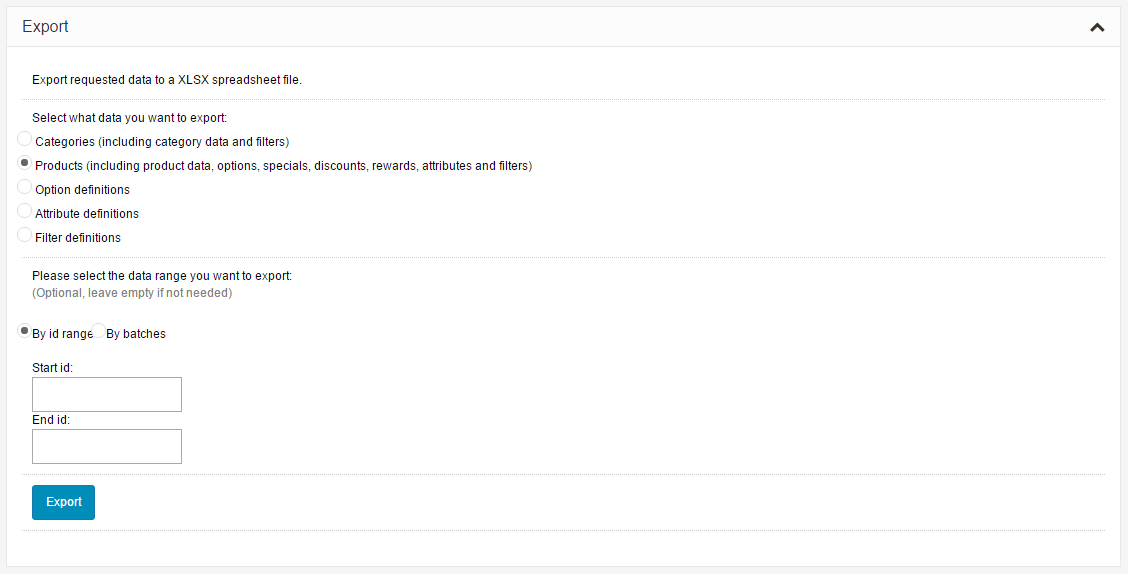 Export
Export requested data to a XLSX spreadsheet file.
Select what data you want to export:
Categories (including category data and filters)
Products (including product data, options, specials, discounts, rewards, attributes and filters)
Option definitions
Attribute definitions
Filter definitions
Please select the data range you want to export:
(Optional, leave empty if not needed)
By id range By batches
Start id:
End id:
Export